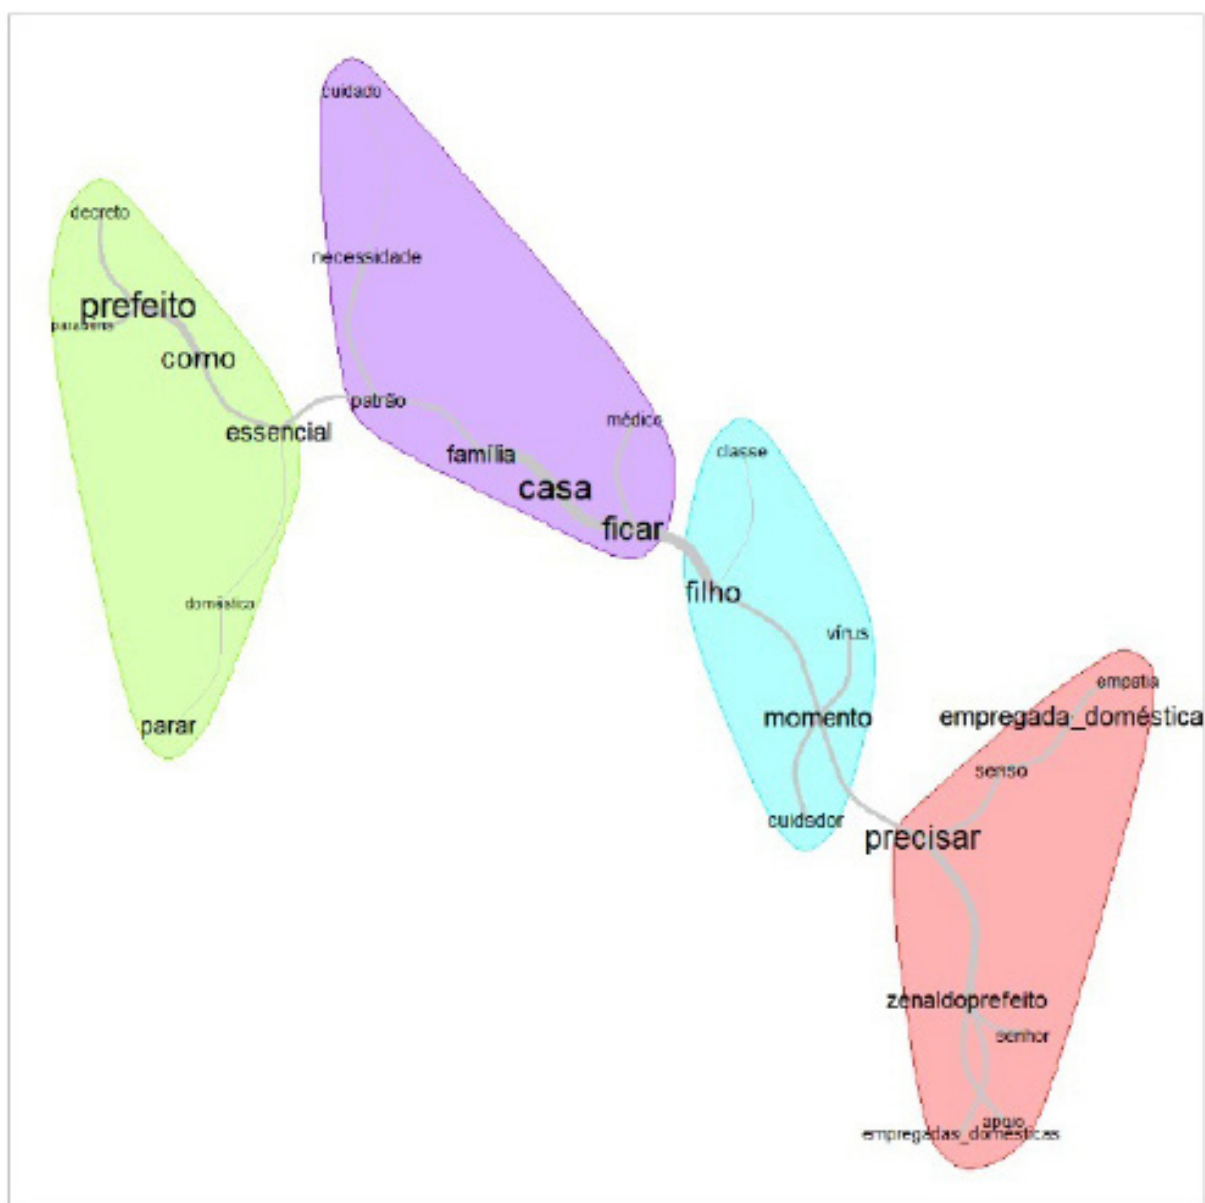 cuidado
decreto
necessidade
prefeito
como
patrão
médico
essencial
família
classe
casa
ficar
filho
doméstico
vírus
empatia
momento
empregada_doméstica
parar
senso
cuidador
precisar
zenaldoprefeito
senhor
apoio
empregadas_domésticas